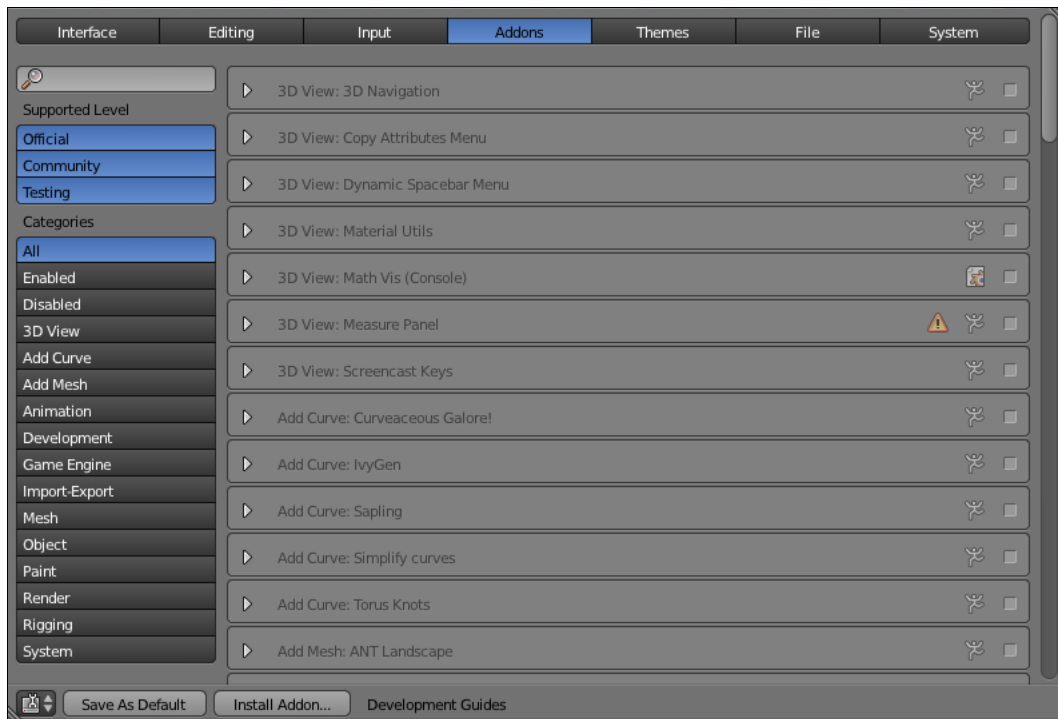 Interface Editing Input Addons Themes File System
Supported Level
Official
Community
Testing
Categories
All
Enabled
Disabled
3D View
Add Curve
Add Mesh
Animation
Development
Game Engine
Import-Export
Mesh
Object
Paint
Render
Rigging
System
3D View: 3D Navigation
3D View: Copy Attributes Menu
3D View: Dynamic Spacebar Menu
3D View: Material Utils
3D View: Math Vis (Console)
3D View: Measure Panel
3D View: Screencast Keys
Add Curve: Curveaceous Galore!
Add Curve: IvyGen
Add Curve: Sapling
Add Curve: Simplify curves
Add Curve: Torus Knots
Add Mesh: ANT Landscape
Save As Default Install Addon... Development Guides